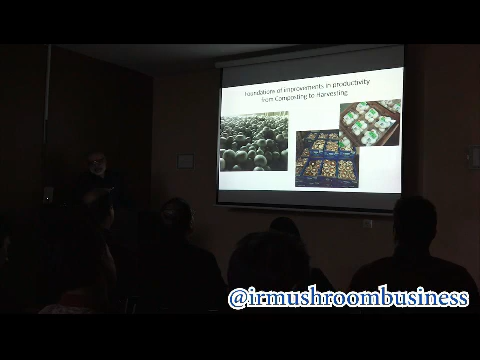 Foundations of improvements in productivity
from Composting to Harvesting
@irmushroombusiness